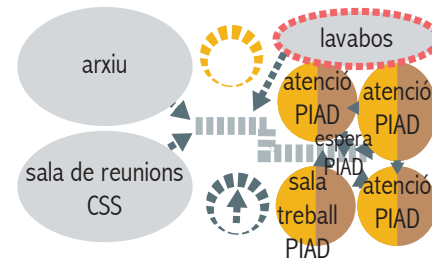 lavabos
arxiu
atenció
PIAD
atenció
PIAD
espera
PIAD
sala de reunions
CSS
sala
treball
PIAD
atenció
PIAD